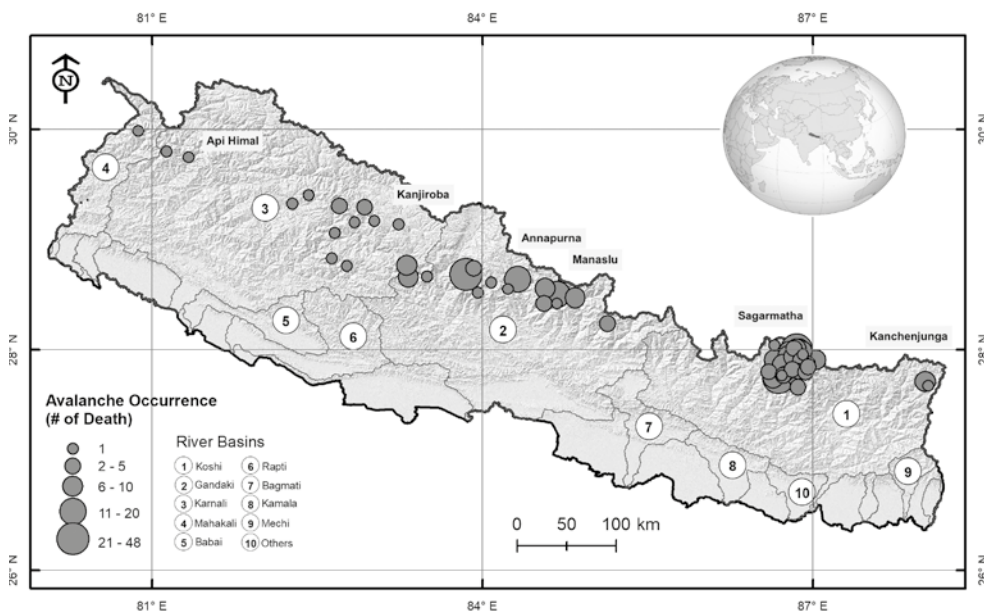 81° E 84° E 87° E
N
30° N 30° N
Api Himal
4
3
Kanjiroba
Annapurna
Manaslu
5
6
2
28° N 28° N
Sagarmatha
Kanchenjunga
1
7
8
9
10
Avalanche Occurrence
(# of Death)
1
2 - 5
6 - 10
11 - 20
21 - 48
River Basins
1 Koshi 6 Rapti
2 Gandaki 7 Bagmati
3 Karnali 8 Kamala
4 Mahakali 9 Mechi
5 Babai 10 Others
0 50 100 km
26° N 26° N
81° E 84° E 87° E